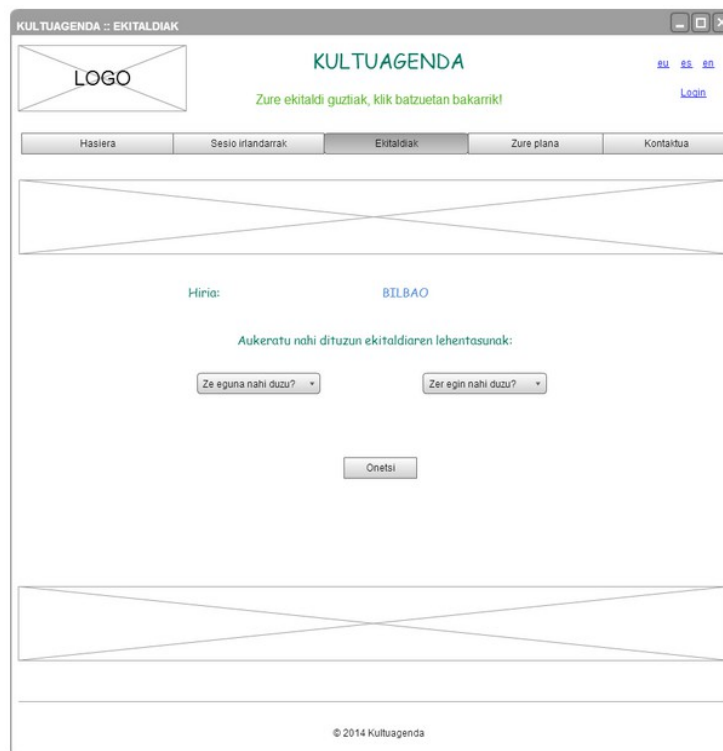 KULTUAGENDA :: EKITALDIAK
LOGO
KULTUAGENDA
eu es en
Zure ekitaldi guztiak, klik batzuetan bakarrik!
Login
Hasiera Sesio irlandarrak Ekitaldiak Zure plana Kontaktua
Hiria: BILBAO
Aukeratu nahi dituzun ekitaldiaren lehentasunak:
Ze eguna nahi duzu? Zer egin nahi duzu?
Onetsi
© 2014 Kultuagenda